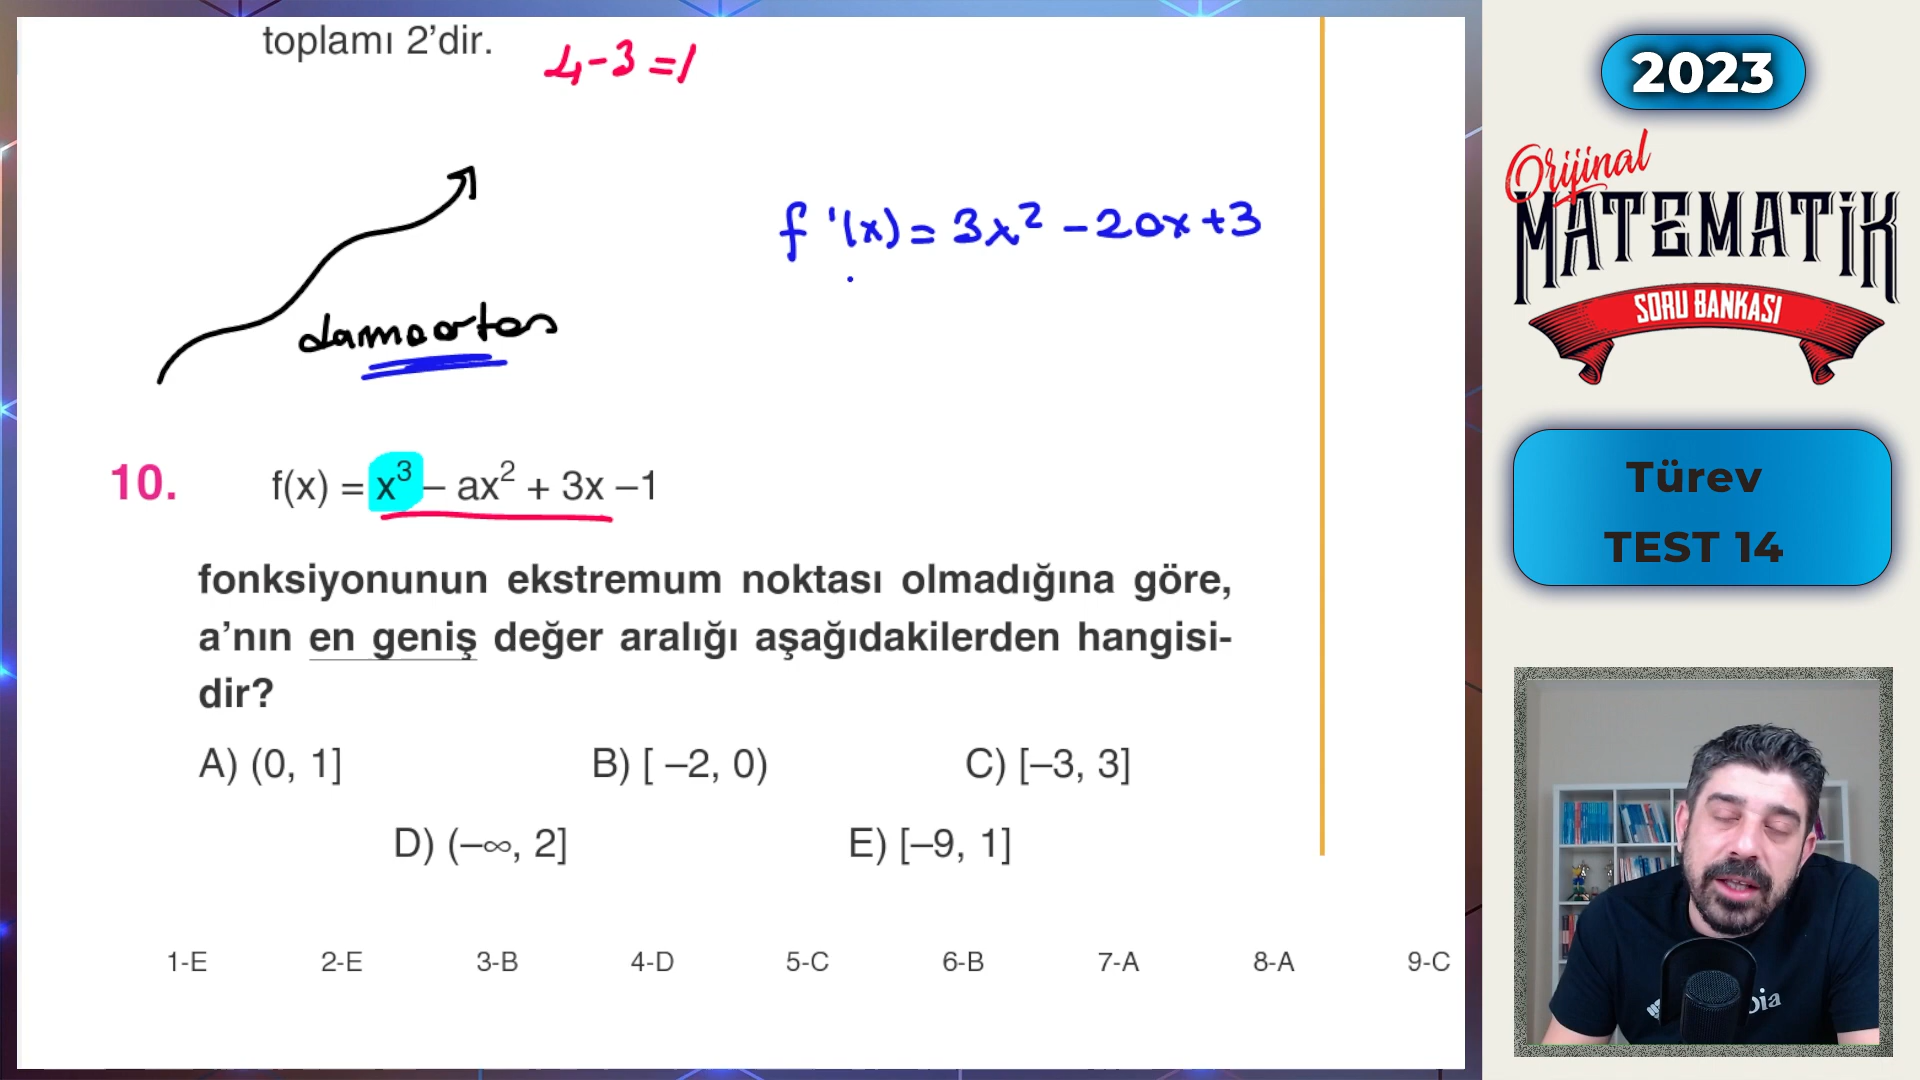 toplamı 2’dir.
4-3=1
f '(x) = 3x² - 20x + 3
10. f(x) = x³ – ax² + 3x –1
fonksiyonunun ekstremum noktası olmadığına göre,
a’nın en geniş değer aralığı aşağıdakilerden hangisi-
dir?
A) (0, 1]
B) [ –2, 0)
C) [–3, 3]
D) (–∞, 2]
E) [–9, 1]
1-E 2-E 3-B 4-D 5-C 6-B 7-A 8-A 9-C
2023
Orijinal
MATEMATİK
SORU BANKASI
Türev
TEST 14